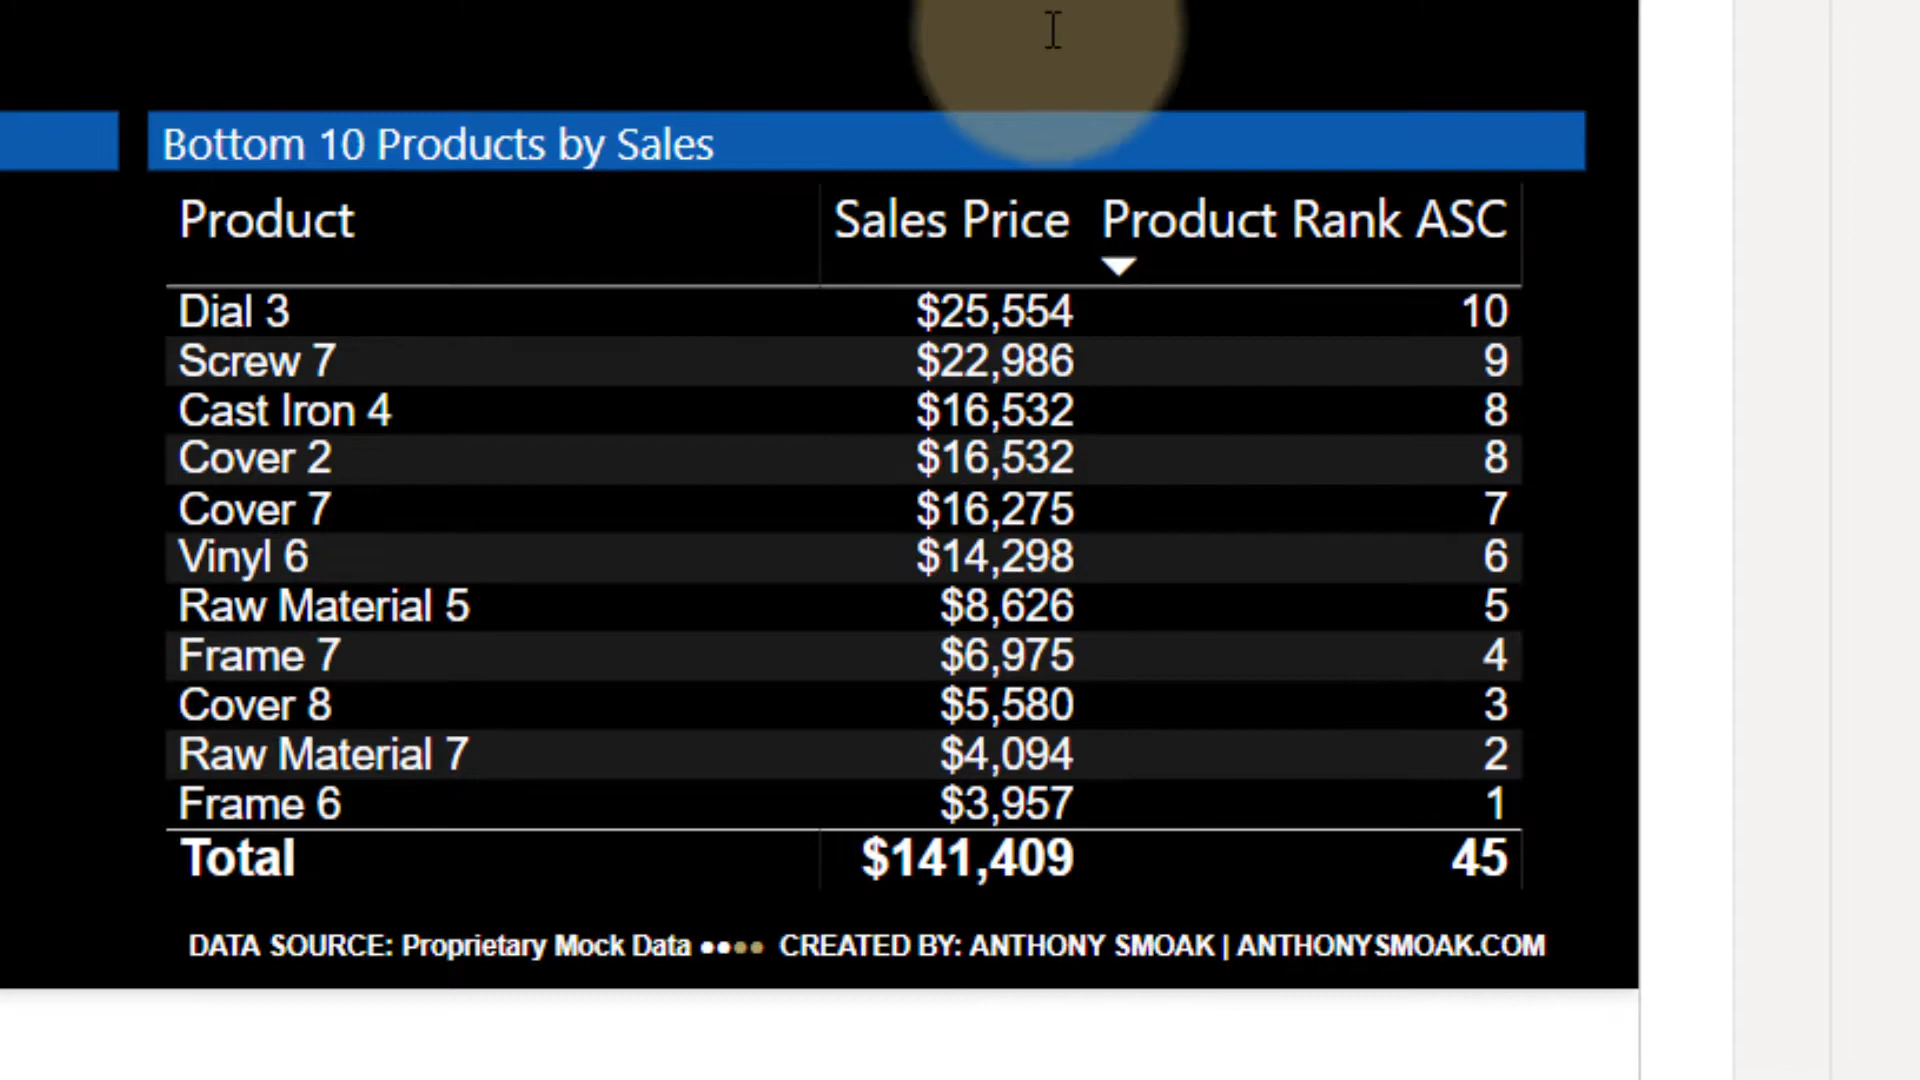 Bottom 10 Products by Sales
Product Sales Price Product Rank ASC
Dial 3 $25,554 10
Screw 7 $22,986 9
Cast Iron 4 $16,532 8
Cover 2 $16,532 8
Cover 7 $16,275 7
Vinyl 6 $14,298 6
Raw Material 5 $8,626 5
Frame 7 $6,975 4
Cover 8 $5,580 3
Raw Material 7 $4,094 2
Frame 6 $3,957 1
Total $141,409 45
DATA SOURCE: Proprietary Mock Data ●●●● CREATED BY: ANTHONY SMOAK | ANTHONYSMOAK.COM